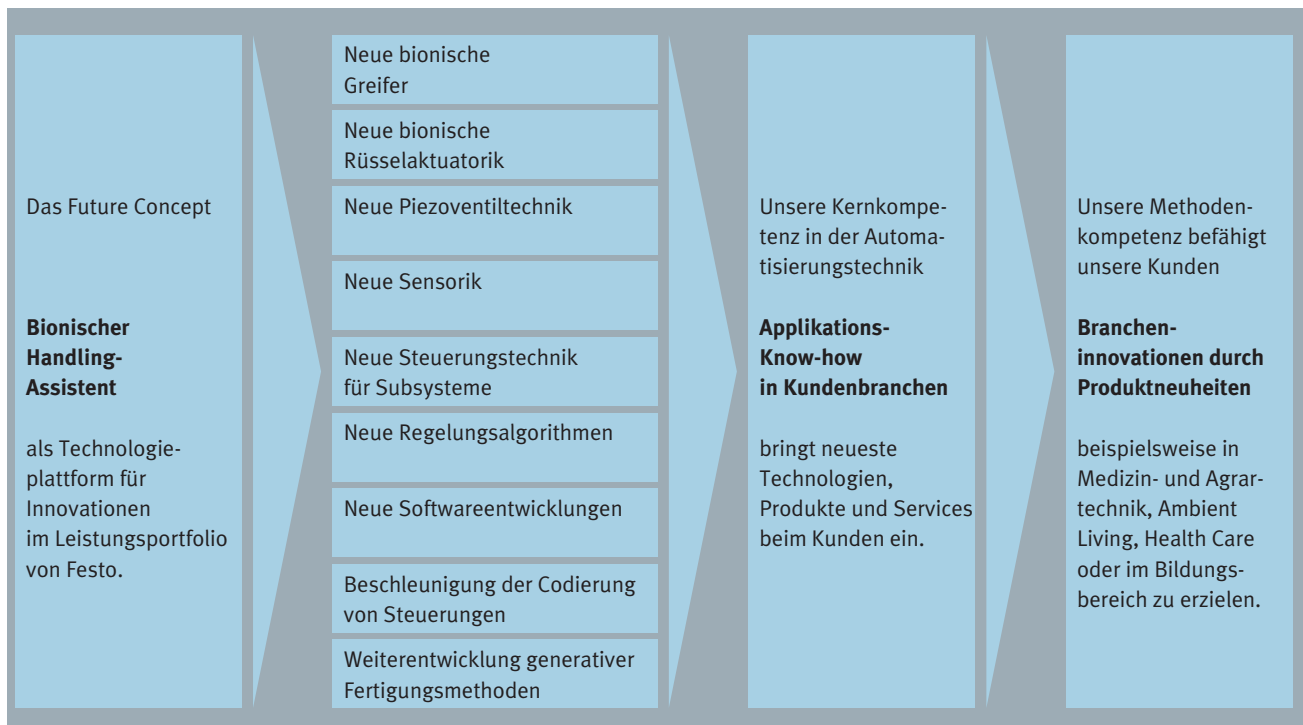 Das Future Concept
Bionischer
Handling-
Assistent
als Technologie-
plattform für
Innovationen
im Leistungsportfolio
von Festo.
Neue bionische
Greifer
Neue bionische
Rüsselaktuatorik
Neue Piezoventiltechnik
Neue Sensorik
Neue Steuerungstechnik
für Subsysteme
Neue Regelungsalgorithmen
Neue Softwareentwicklungen
Beschleunigung der Codierung
von Steuerungen
Weiterentwicklung generativer
Fertigungsmethoden
Unsere Kernkompe-
tenz in der Automa-
tisierungstechnik
Applikations-
Know-how
in Kundenbranchen
bringt neueste
Technologien,
Produkte und Services
beim Kunden ein.
Unsere Methoden-
kompetenz befähigt
unsere Kunden
Branchen-
innovationen durch
Produktneuheiten
beispielsweise in
Medizin- und Agrar-
technik, Ambient
Living, Health Care
oder im Bildungs-
bereich zu erzielen.